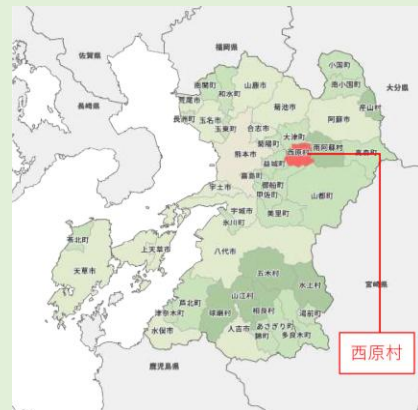 福岡県
佐賀県
小国町
南小国町
大分県
南関町
山鹿市
和水町
産山村
荒尾市
菊池市
長崎県
玉名市
阿蘇市
長洲町
玉東町
合志市
大津町
菊陽町
西原村
南阿蘇村
高森町
熊本市
益城町
嘉島町
御船町
宇土市
甲佐町
山都町
宇城市
美里町
氷川町
苓北町
上天草市
八代市
天草市
五木村
水上村
宮崎県
山江村
芦北町
相良村
津奈木町
球磨村
湯前町
あさぎり町
水俣市
人吉市
錦町
多良木町
西原村
鹿児島県